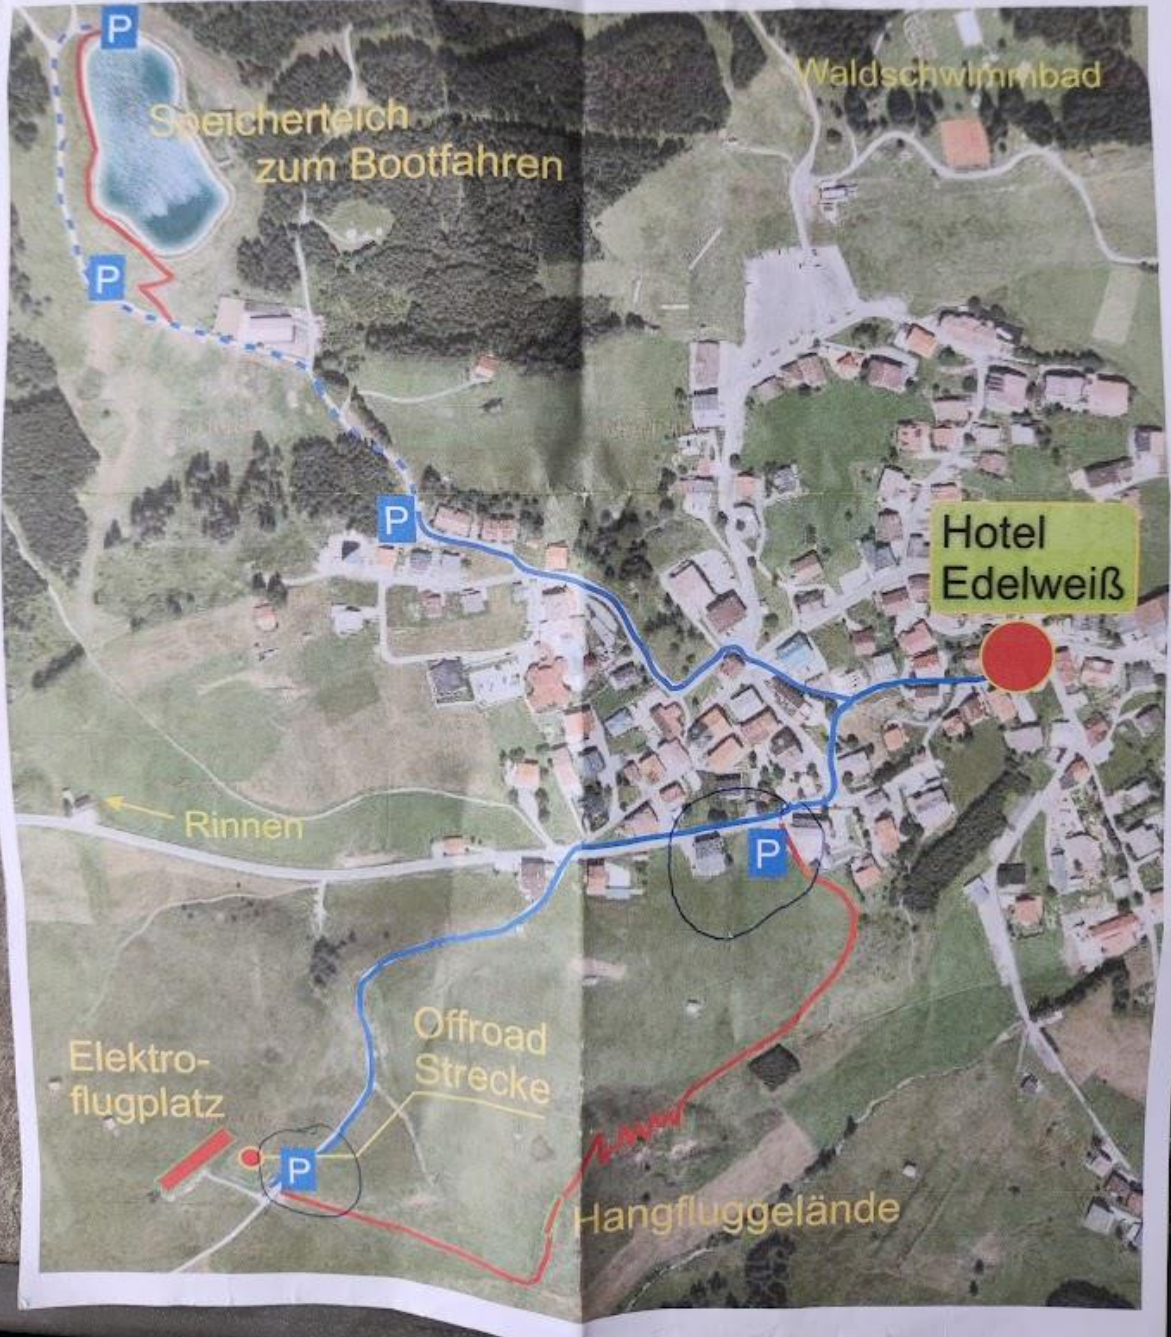 P
Waldschwimmbad
Speicherteich
zum Bootfahren
P
P
Hotel
Edelweiß
Rinnen
P
Offroad
Strecke
Elektro-
flugplatz
P
Hangfluggelände